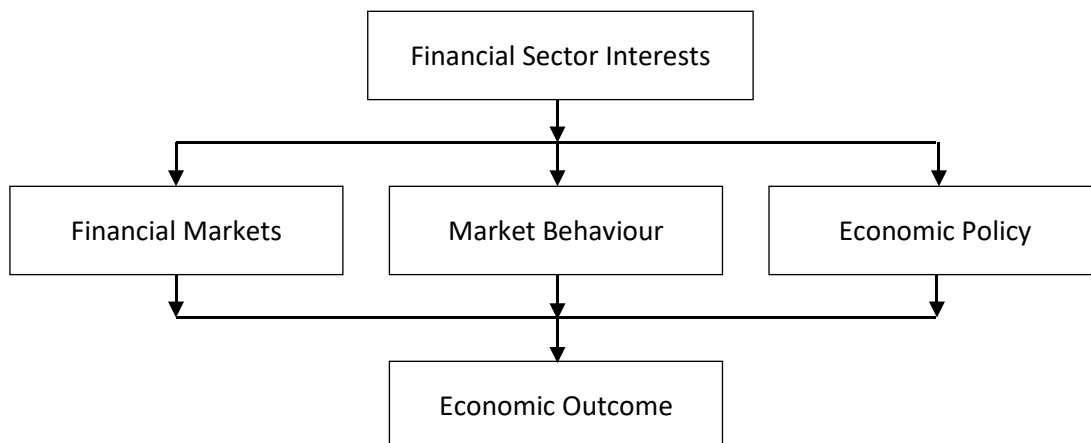 Financial Sector Interests
Financial Markets
Market Behaviour
Economic Policy
Economic Outcome